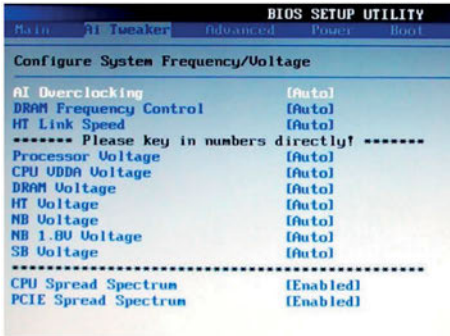 BIOS SETUP UTILITY
Main Ai Tweaker Advanced Power Boot
Configure System Frequency/Voltage
AI Overclocking [Auto]
DRAM Frequency Control [Auto]
HT Link Speed [Auto]
******* Please key in numbers directly! *******
Processor Voltage [Auto]
CPU VDDA Voltage [Auto]
DRAM Voltage [Auto]
HT Voltage [Auto]
NB Voltage [Auto]
NB 1.8V Voltage [Auto]
SB Voltage [Auto]
CPU Spread Spectrum [Enabled]
PCIE Spread Spectrum [Enabled]